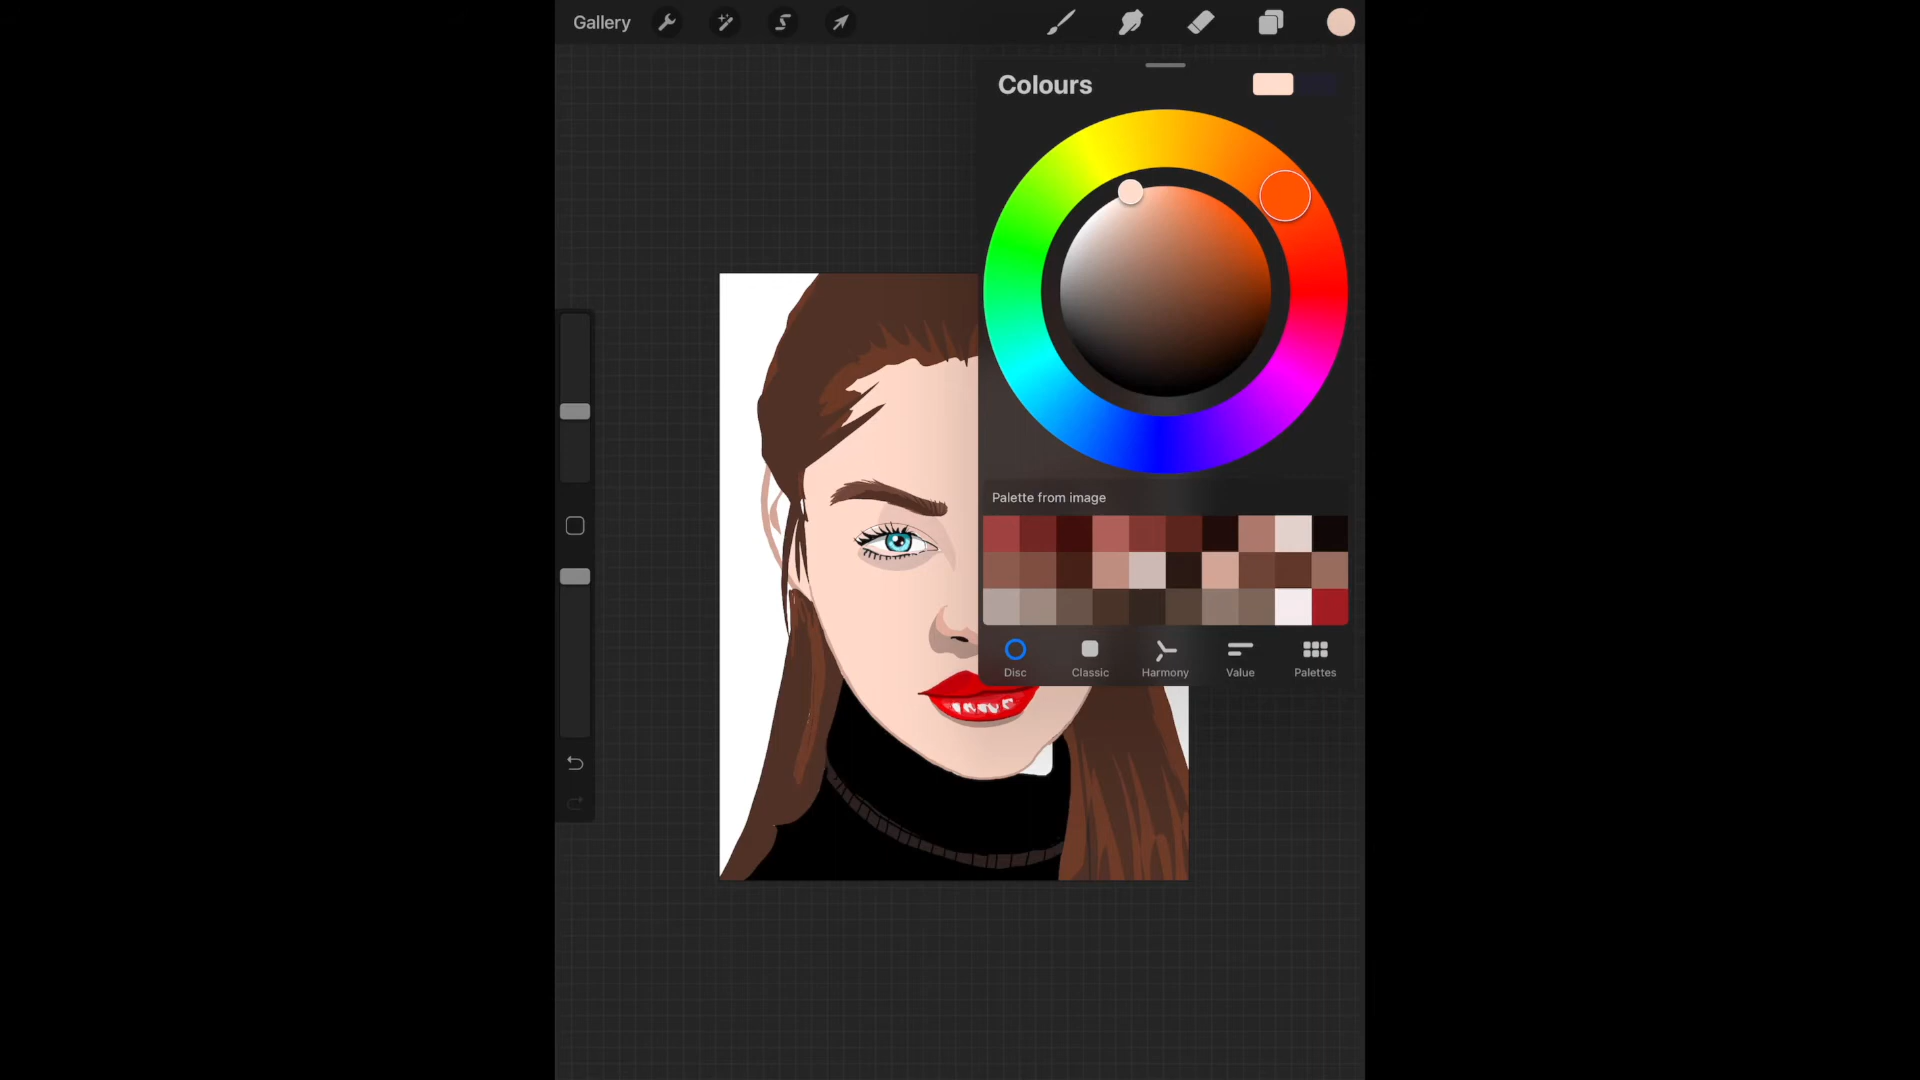 Gallery
Colours
Palette from image
Disc
Classic
Harmony
Value
Palettes